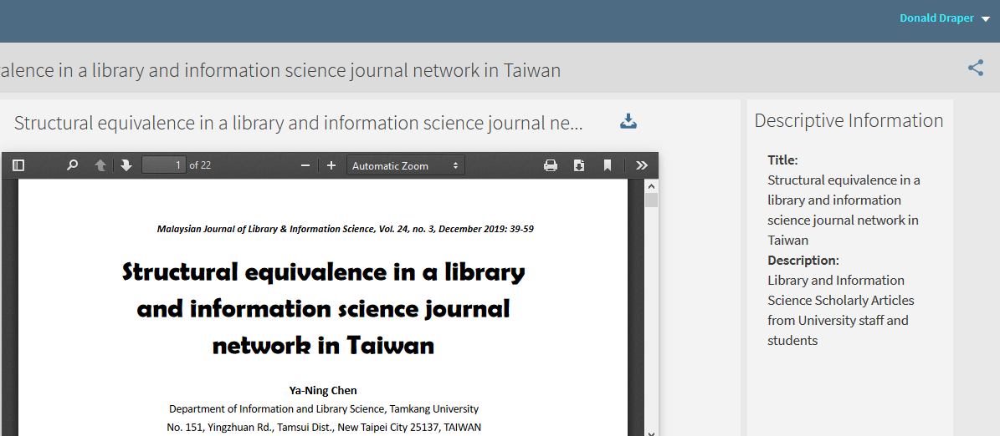 Donald Draper
valence in a library and information science journal network in Taiwan
Structural equivalence in a library and information science journal ne...
Descriptive Information
1 of 22
Automatic Zoom
Title:
Structural equivalence in a
library and information
science journal network in
Taiwan
Description:
Library and Information
Science Scholarly Articles
from University staff and
students
Malaysian Journal of Library & Information Science, Vol. 24, no. 3, December 2019: 39-59
Structural equivalence in a library
and information science journal
network in Taiwan
Ya-Ning Chen
Department of Information and Library Science, Tamkang University
No. 151, Yingzhuan Rd., Tamsui Dist., New Taipei City 25137, TAIWAN